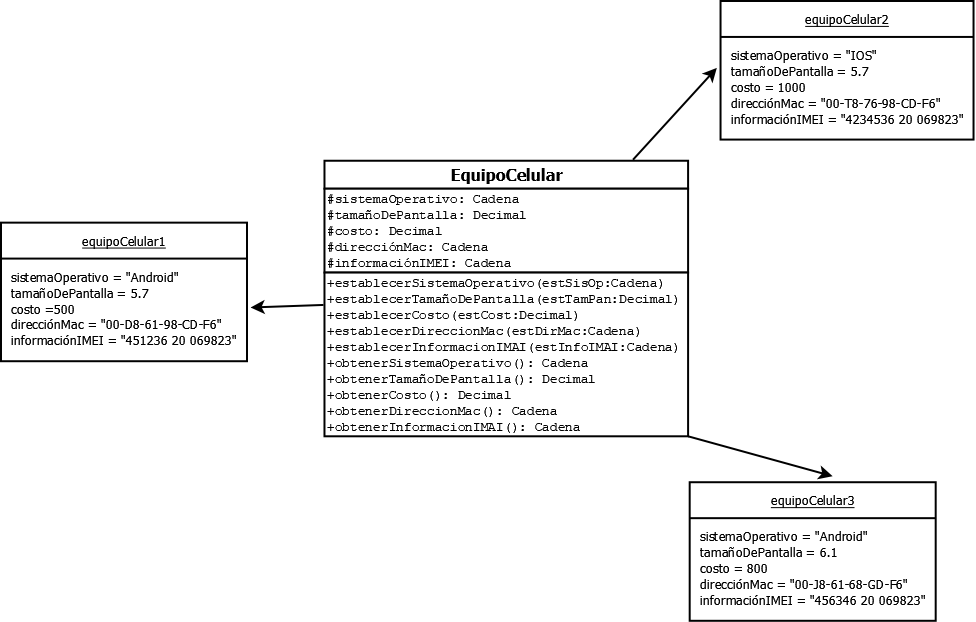 equipoCelular2
sistemaOperativo = "IOS"
tamañoDePantalla = 5.7
costo = 1000
direcciónMac = "00-T8-76-98-CD-F6"
informaciónIMEI = "4234536 20 069823"
EquipoCelular
#sistemaOperativo: Cadena
#tamañoDePantalla: Decimal
#costo: Decimal
#direcciónMac: Cadena
#informaciónIMEI: Cadena
+establecerSistemaOperativo(estSisOp:Cadena)
+establecerTamañoDePantalla(estTamPan:Decimal)
+establecerCosto(estCost:Decimal)
+establecerDireccionMac(estDirMac:Cadena)
+establecerInformacionIMAI(estInfoIMAI:Cadena)
+obtenerSistemaOperativo(): Cadena
+obtenerTamañoDePantalla(): Decimal
+obtenerCosto(): Decimal
+obtenerDireccionMac(): Cadena
+obtenerInformacionIMAI(): Cadena
equipoCelular1
sistemaOperativo = "Android"
tamañoDePantalla = 5.7
costo =500
direcciónMac = "00-D8-61-98-CD-F6"
informaciónIMEI = "451236 20 069823"
equipoCelular3
sistemaOperativo = "Android"
tamañoDePantalla = 6.1
costo = 800
direcciónMac = "00-J8-61-68-GD-F6"
informaciónIMEI = "456346 20 069823"